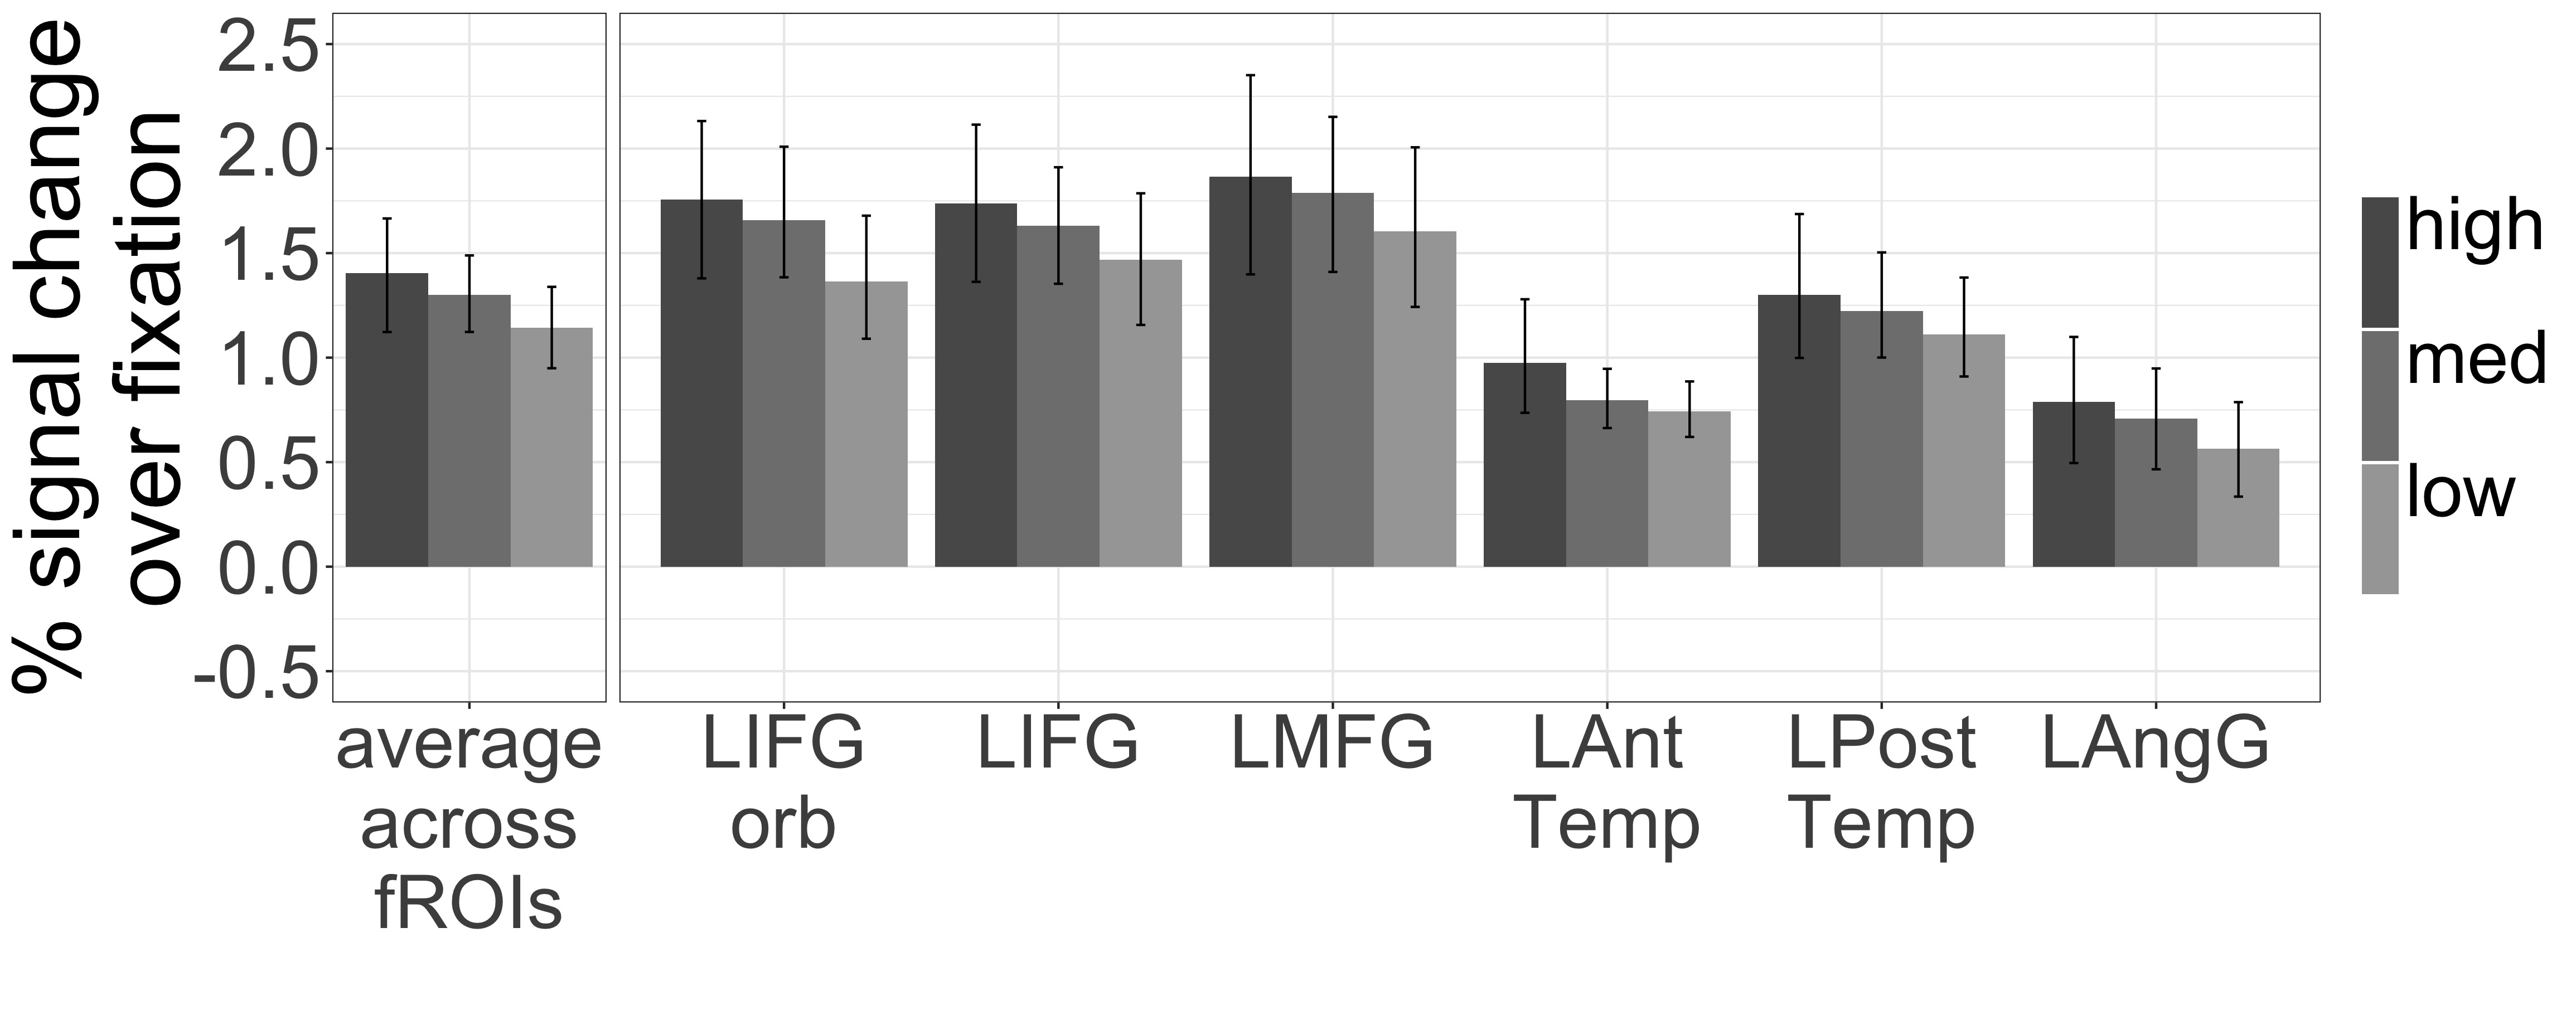 % signal change
over fixation
2.5
2.0
1.5
1.0
0.5
0.0
-0.5
average
across
fROIs
LIFG
orb
LIFG
LMFG
LAnt
Temp
LPost
Temp
LAngG
high
med
low